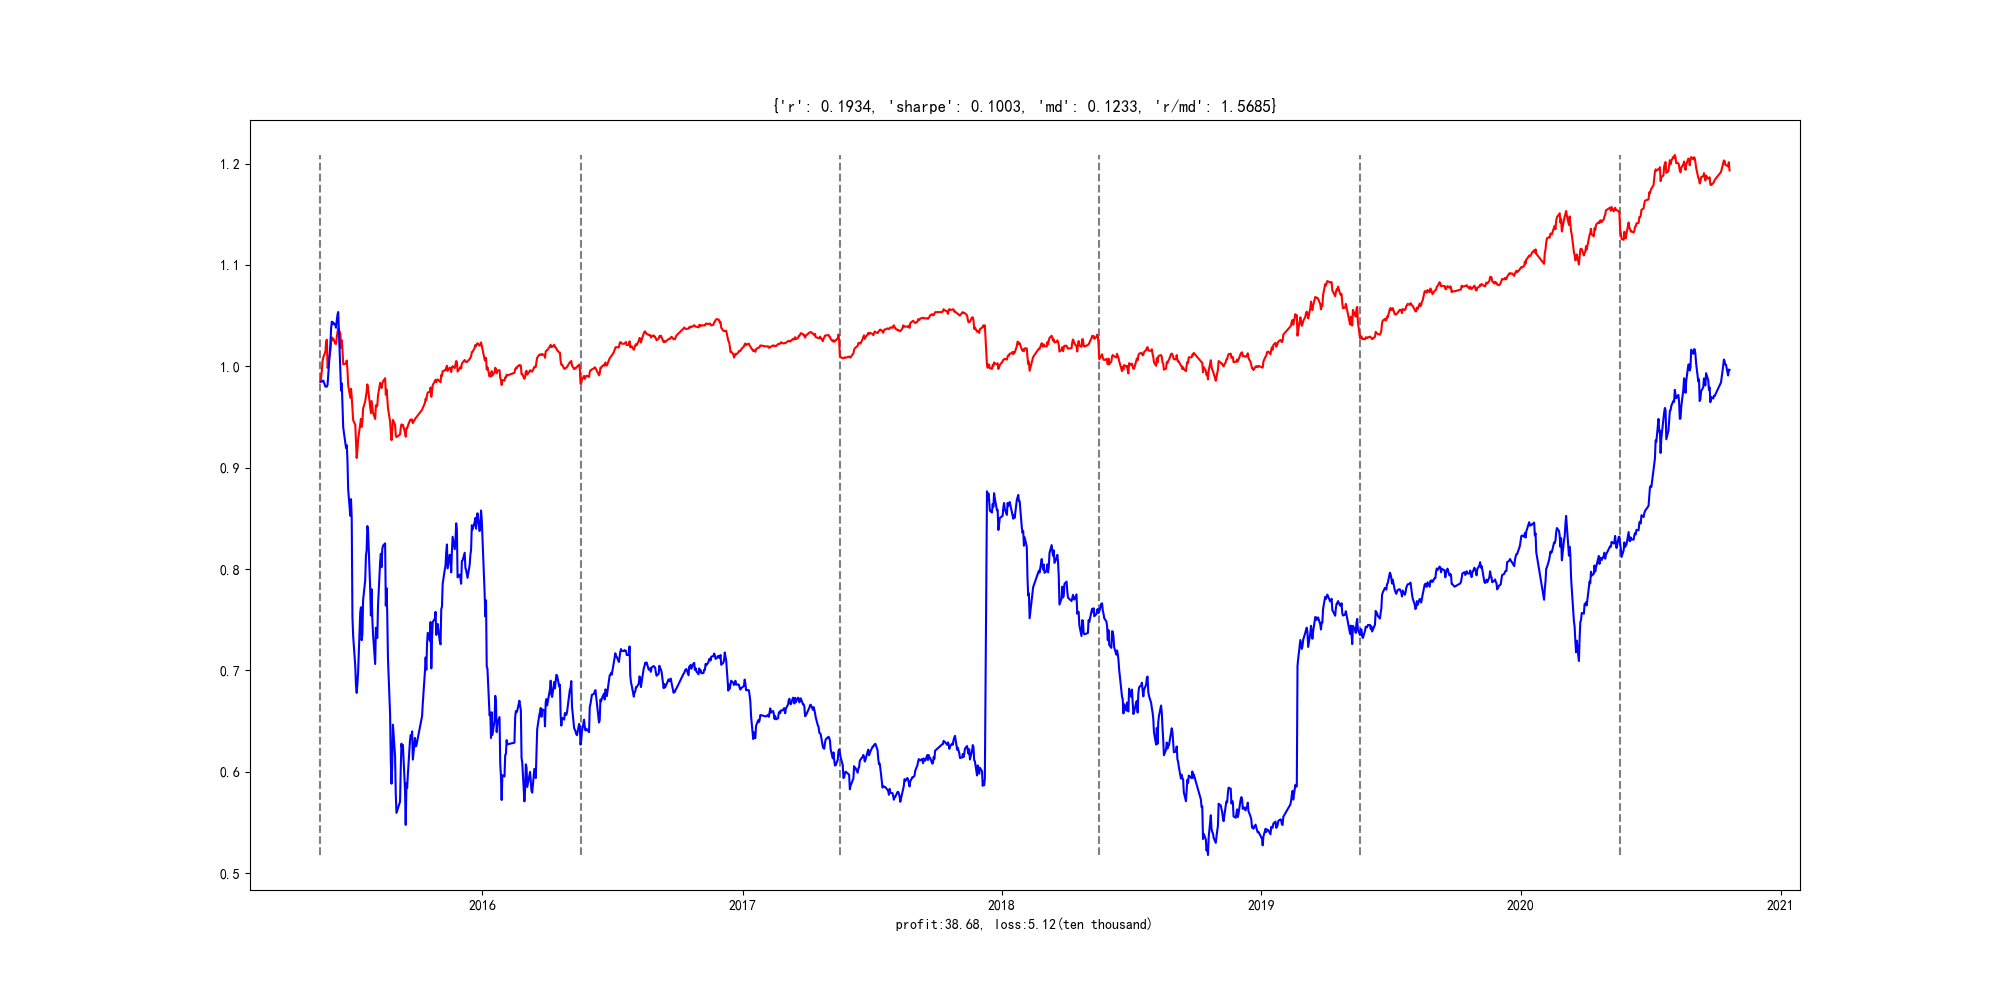 {'r': 0.1934, 'sharpe': 0.1003, 'md': 0.1233, 'r/md': 1.5685}
1.2
1.1
1.0
0.9
0.8
0.7
0.6
0.5
2016 2017 2018 2019 2020 2021
profit:38.68, loss:5.12(ten thousand)